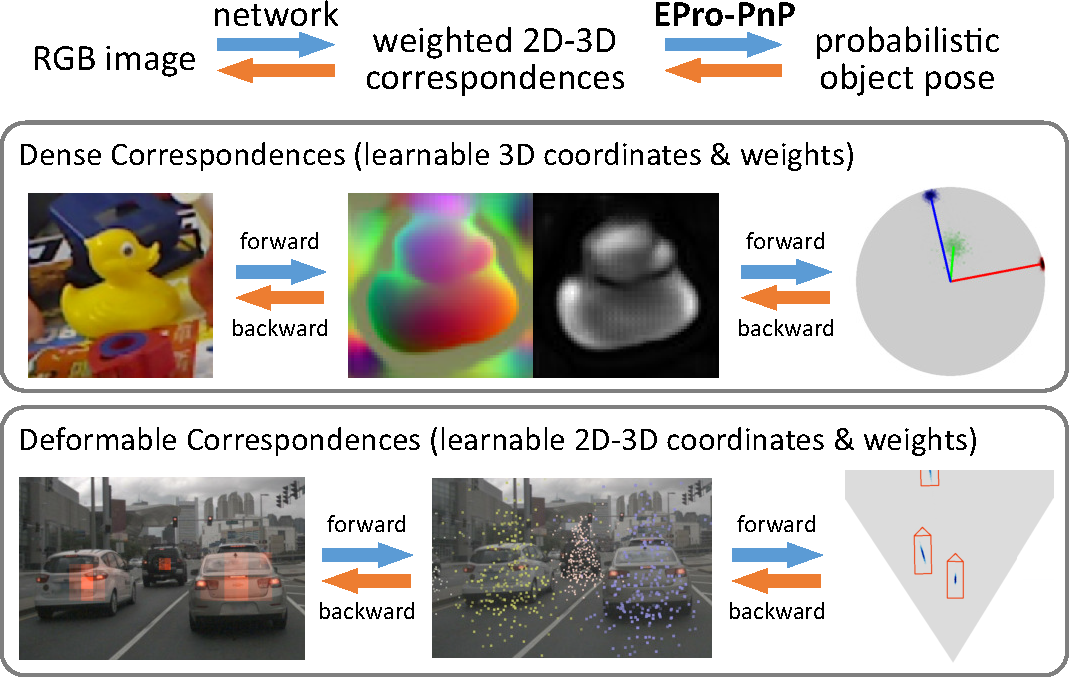 network
EPro-PnP
RGB image
weighted 2D-3D
correspondences
probabilistic
object pose
Dense Correspondences (learnable 3D coordinates & weights)
forward
backward
forward
backward
Deformable Correspondences (learnable 2D-3D coordinates & weights)
forward
backward
forward
backward